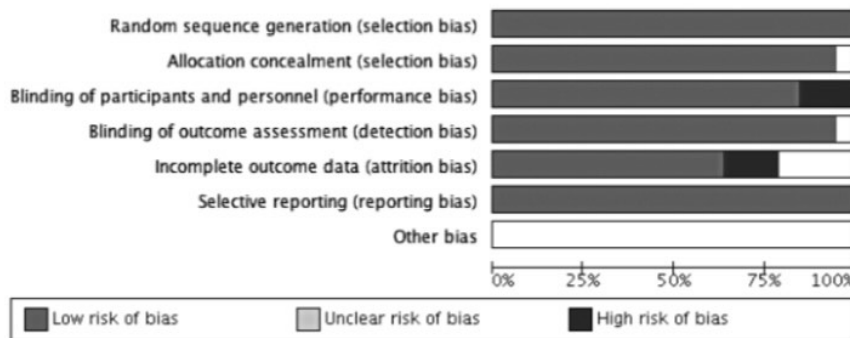 Random sequence generation (selection bias)
Allocation concealment (selection bias)
Blinding of participants and personnel (performance bias)
Blinding of outcome assessment (detection bias)
Incomplete outcome data (attrition bias)
Selective reporting (reporting bias)
Other bias
0% 25% 50% 75% 100%
Low risk of bias Unclear risk of bias High risk of bias